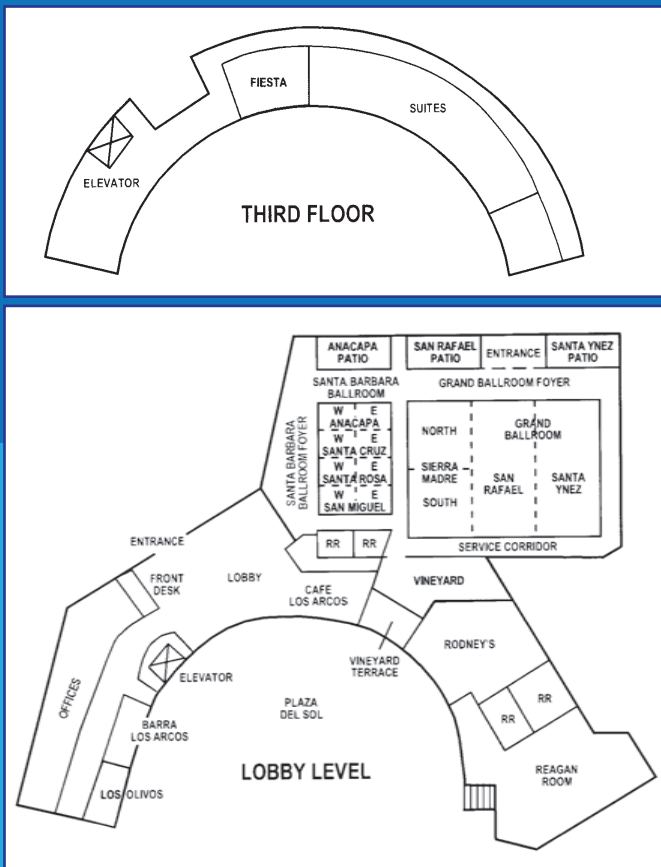 FIESTA
SUITES
ELEVATOR
THIRD FLOOR
ANACAPA
PATIO
SAN RAFAEL
PATIO
ENTRANCE
SANTA YNEZ
PATIO
SANTA BARBARA
BALLROOM
GRAND BALLROOM FOYER
SANTA BARBARA
BALLROOM FOYER
W E
ANACAPA
W E
SANTA CRUZ
W E
SANTA ROSA
W E
SAN MIGUEL
NORTH
SIERRA
MADRE
SOUTH
GRAND
BALLROOM
SAN
RAFAEL
SANTA
YNEZ
RR
RR
SERVICE CORRIDOR
ENTRANCE
FRONT
DESK
LOBBY
CAFE
LOS ARCOS
VINEYARD
VINEYARD
TERRACE
RODNEY'S
ELEVATOR
OFFICES
PLAZA
DEL SOL
BARRA
LOS ARCOS
RR
RR
LOS OLIVOS
LOBBY LEVEL
REAGAN
ROOM